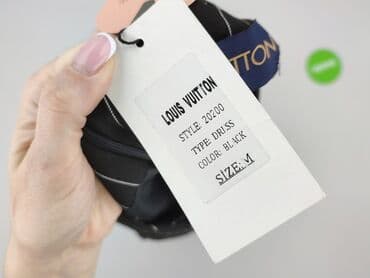 LOUIS VUITTON
STYLE: 20200
TYPE: DRISS
COLOR: BLACK
SIZE: M
TTON